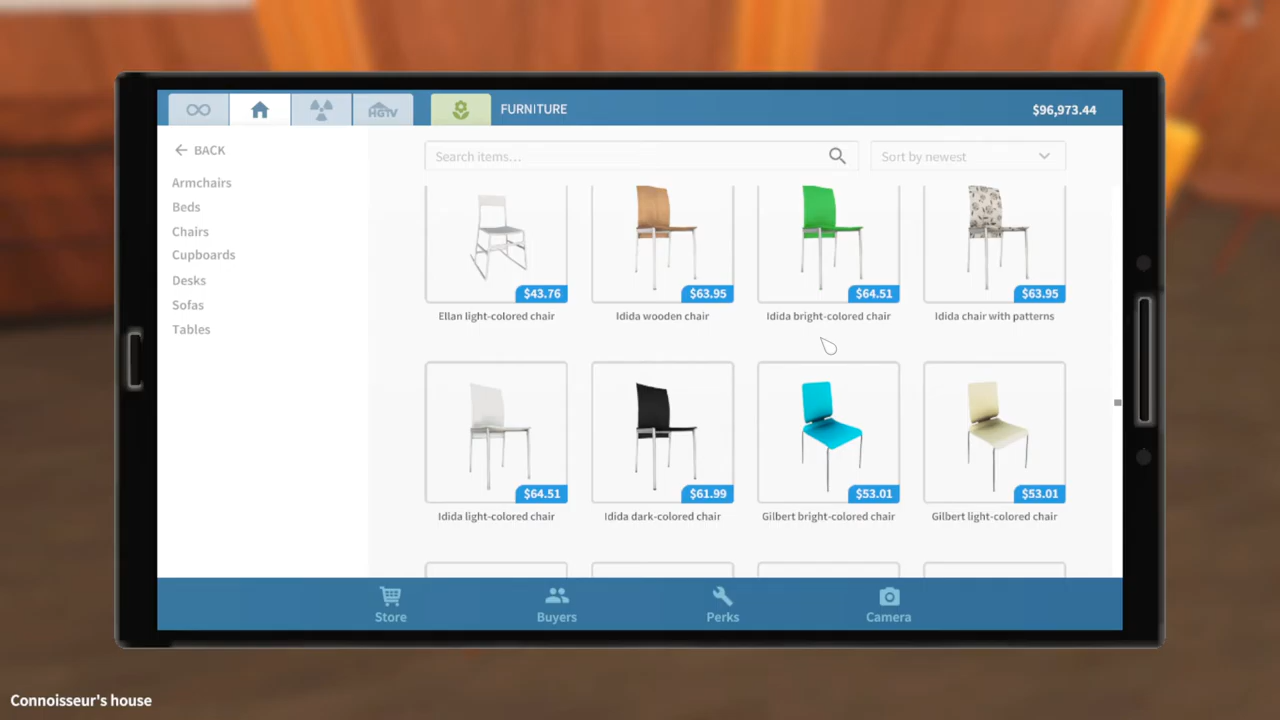 HGTV
FURNITURE
$96,973.44
BACK
Search items...
Sort by newest
Armchairs
Beds
Chairs
Cupboards
Desks
Sofas
Tables
$43.76
$63.95
$64.51
$63.95
Ellan light-colored chair
Idida wooden chair
Idida bright-colored chair
Idida chair with patterns
$64.51
$61.99
$53.01
$53.01
Idida light-colored chair
Idida dark-colored chair
Gilbert bright-colored chair
Gilbert light-colored chair
Store
Buyers
Perks
Camera
Connoisseur's house